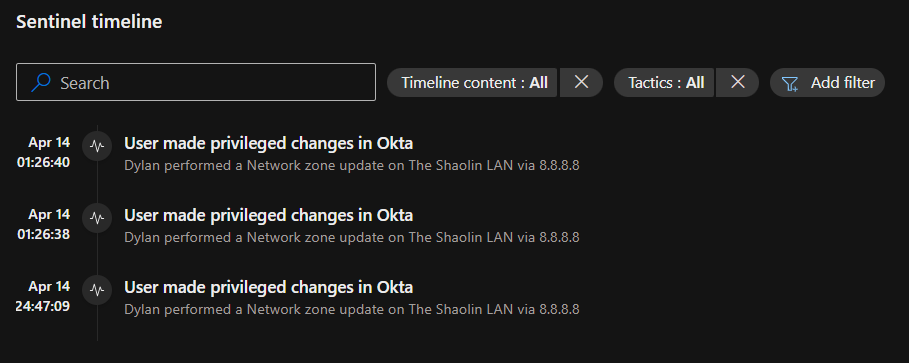 Sentinel timeline
Search
Timeline content : All
Tactics : All
Add filter
Apr 14
01:26:40
User made privileged changes in Okta
Dylan performed a Network zone update on The Shaolin LAN via 8.8.8.8
Apr 14
01:26:38
User made privileged changes in Okta
Dylan performed a Network zone update on The Shaolin LAN via 8.8.8.8
Apr 14
24:47:09
User made privileged changes in Okta
Dylan performed a Network zone update on The Shaolin LAN via 8.8.8.8